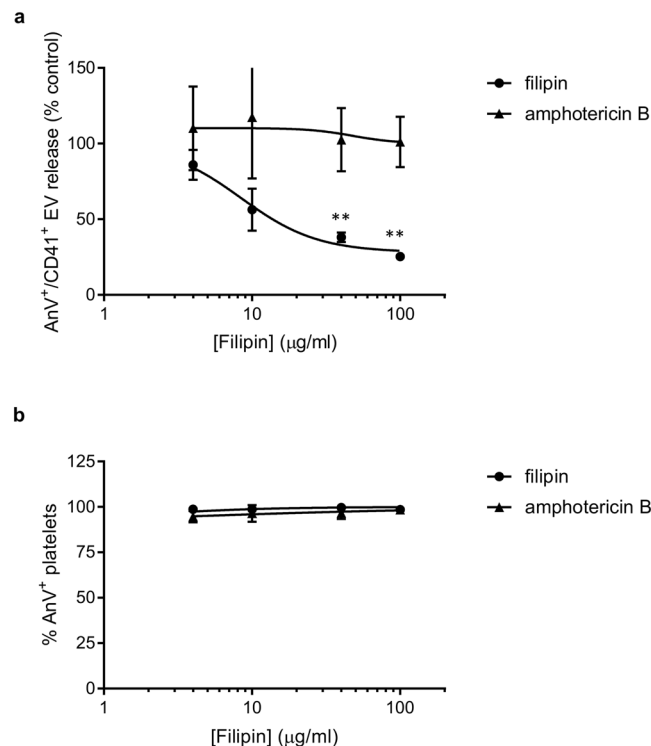 a
AnV⁺/CD41⁺ EV release (% control)
150
100
50
0
**
**
1
10
100
[Filipin] (μg/ml)
filipin
amphotericin B
b
% AnV⁺ platelets
125
100
75
50
25
0
1
10
100
[Filipin] (μg/ml)
filipin
amphotericin B